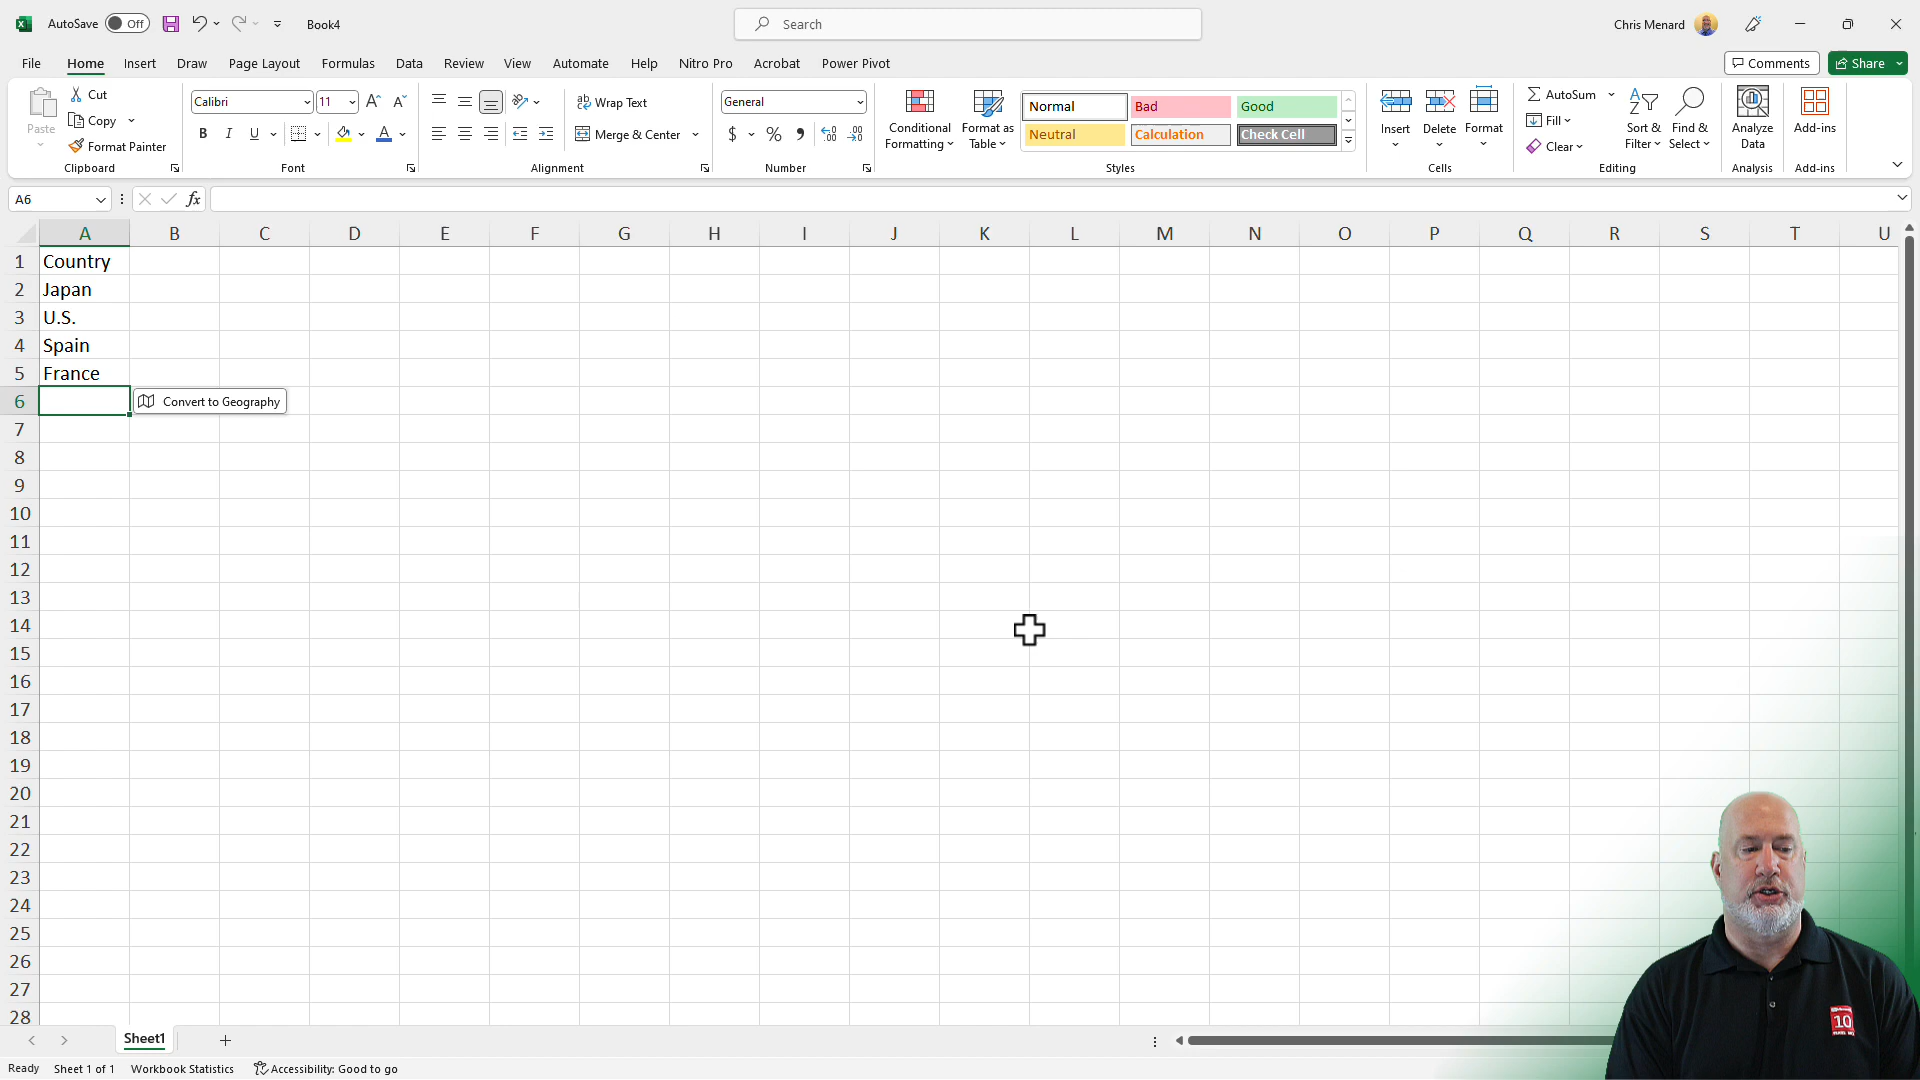 AutoSave Off Book4 Search Chris Menard
File Home Insert Draw Page Layout Formulas Data Review View Automate Help Nitro Pro Acrobat Power Pivot Comments Share
Paste Cut Copy Format Painter Clipboard
Calibri 11 B I U A Font
Wrap Text Merge & Center Alignment
General $ % Number
Conditional Formatting Format as Table Normal Bad Good Neutral Calculation Check Cell Styles
Insert Delete Format Cells
AutoSum Fill Clear Sort & Filter Find & Select Editing
Analyze Data Analysis
Add-ins Add-ins
A6 fx
A B C D E F G H I J K L M N O P Q R S T U
1 Country
2 Japan
3 U.S.
4 Spain
5 France
6 Convert to Geography
7
8
9
10
11
12
13
14
15
16
17
18
19
20
21
22
23
24
25
26
27
28
10
Sheet1
Ready Sheet 1 of 1 Workbook Statistics Accessibility: Good to go